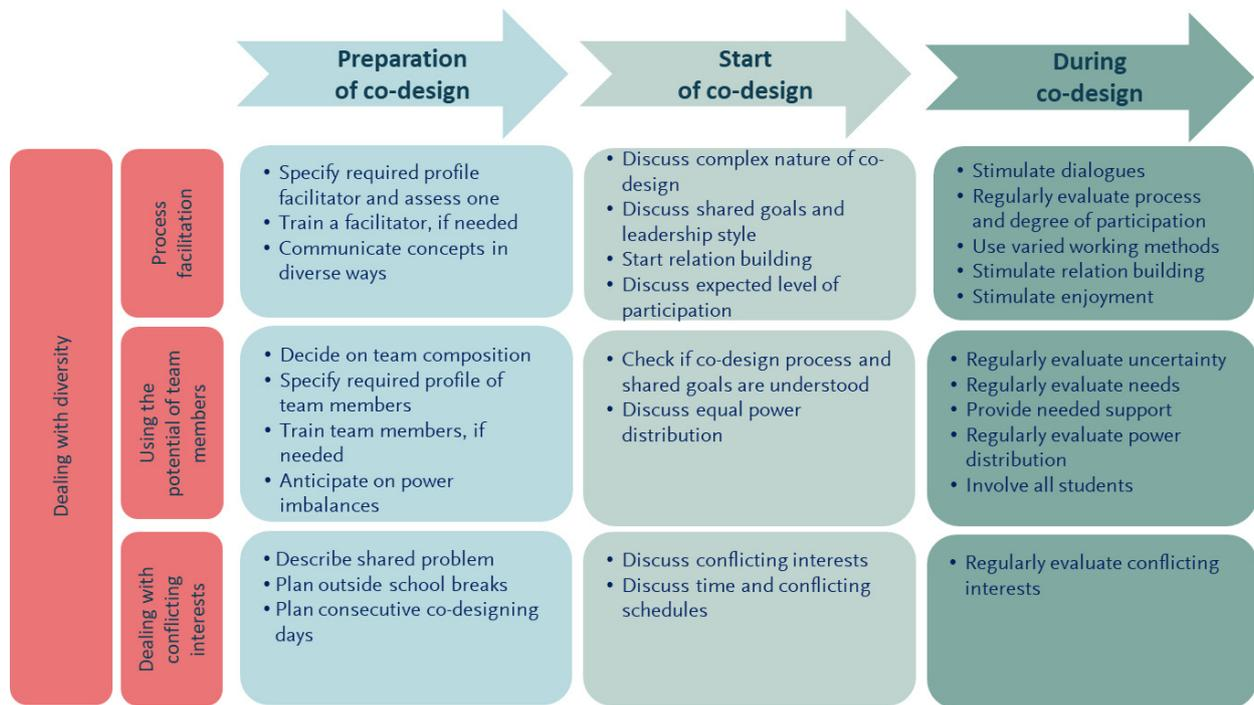 Preparation
of co-design
Start
of co-design
During
co-design
Dealing with diversity
Process
facilitation
• Specify required profile
facilitator and assess one
• Train a facilitator, if needed
• Communicate concepts in
diverse ways
• Discuss complex nature of co-
design
• Discuss shared goals and
leadership style
• Start relation building
• Discuss expected level of
participation
• Stimulate dialogues
• Regularly evaluate process
and degree of participation
• Use varied working methods
• Stimulate relation building
• Stimulate enjoyment
Using the
potential of team
members
• Decide on team composition
• Specify required profile of
team members
• Train team members, if
needed
• Anticipate on power
imbalances
• Check if co-design process and
shared goals are understood
• Discuss equal power
distribution
• Regularly evaluate uncertainty
• Regularly evaluate needs
• Provide needed support
• Regularly evaluate power
distribution
• Involve all students
Dealing with
conflicting
interests
• Describe shared problem
• Plan outside school breaks
• Plan consecutive co-designing
days
• Discuss conflicting interests
• Discuss time and conflicting
schedules
• Regularly evaluate conflicting
interests